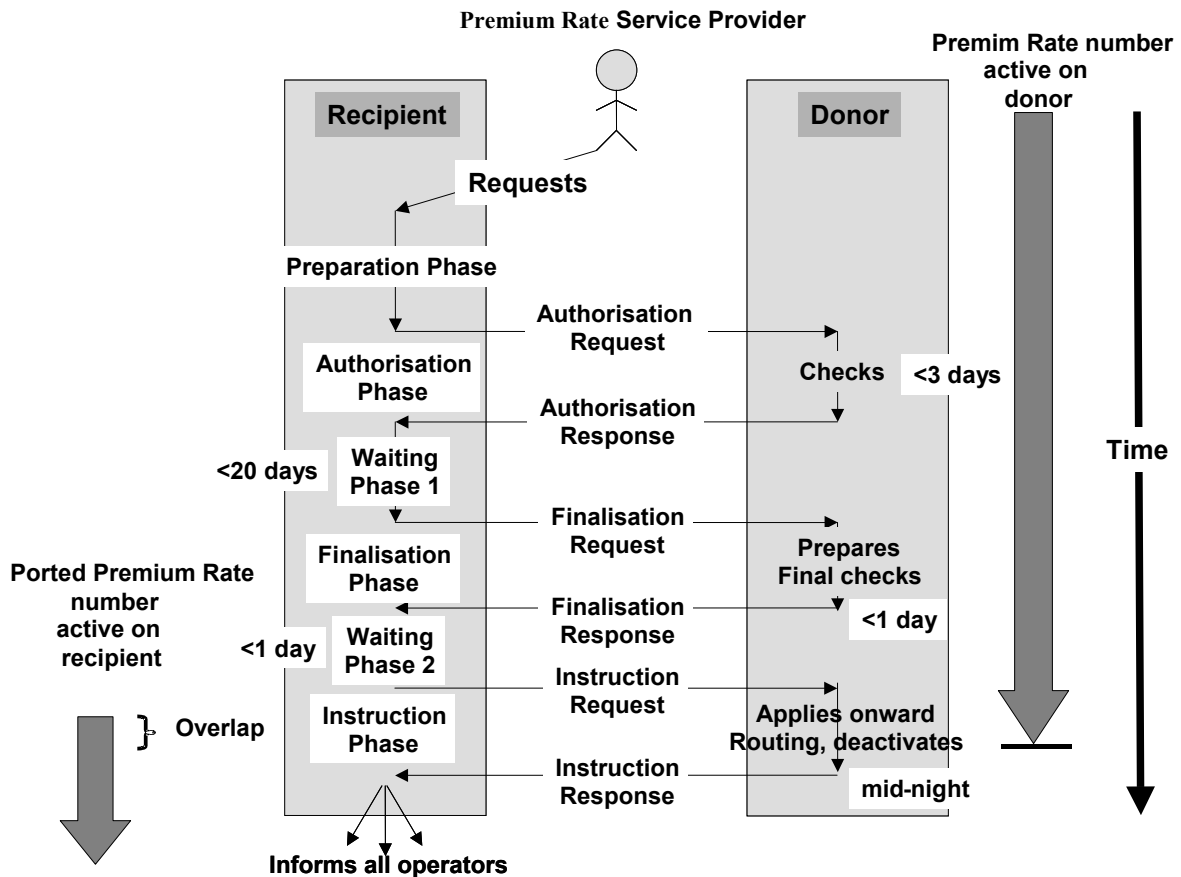 Premium Rate Service Provider
Premim Rate number
active on
donor
Recipient
Donor
Requests
Preparation Phase
Authorisation
Request
Authorisation
Phase
Checks
<3 days
Authorisation
Response
Time
<20 days
Waiting
Phase 1
Finalisation
Request
Finalisation
Phase
Prepares
Final checks
Ported Premium Rate
number
active on
recipient
Finalisation
Response
<1 day
<1 day
Waiting
Phase 2
Instruction
Request
Overlap
Instruction
Phase
Applies onward
Routing, deactivates
Instruction
Response
mid-night
Informs all operators